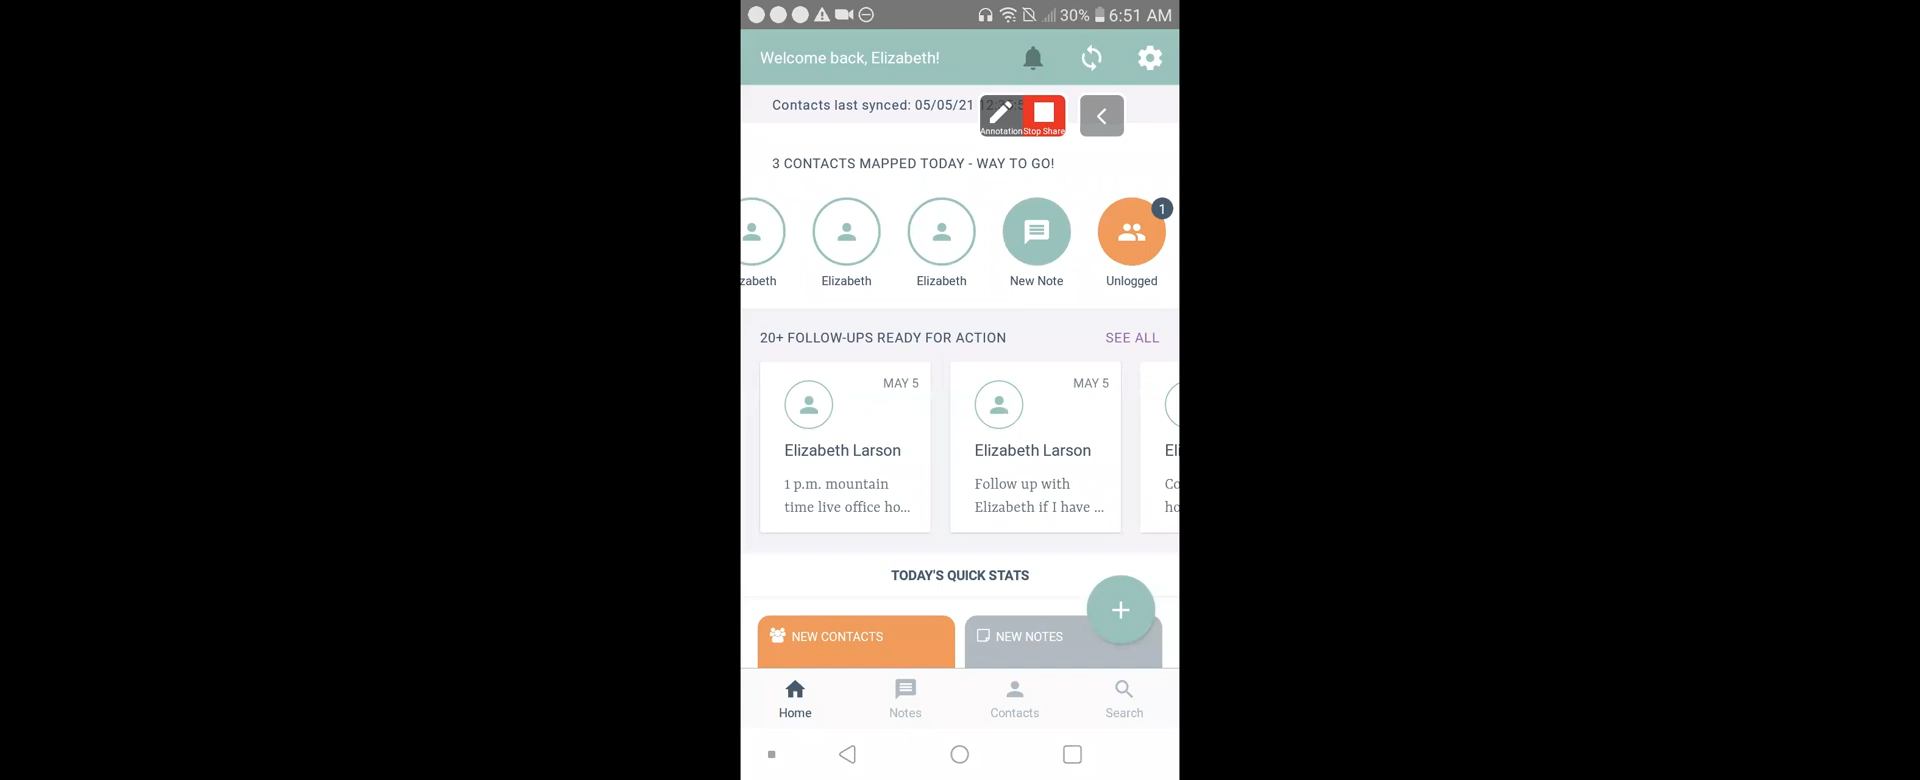 30% 6:51 AM
Welcome back, Elizabeth!
Contacts last synced: 05/05/21
Annotation Stop Share
3 CONTACTS MAPPED TODAY - WAY TO GO!
1
zabeth Elizabeth Elizabeth New Note Unlogged
20+ FOLLOW-UPS READY FOR ACTION SEE ALL
MAY 5 MAY 5
Elizabeth Larson Elizabeth Larson Eli
1 p.m. mountain Follow up with Co
time live office ho... Elizabeth if I have ... ho
TODAY'S QUICK STATS
+
NEW CONTACTS NEW NOTES
Home Notes Contacts Search